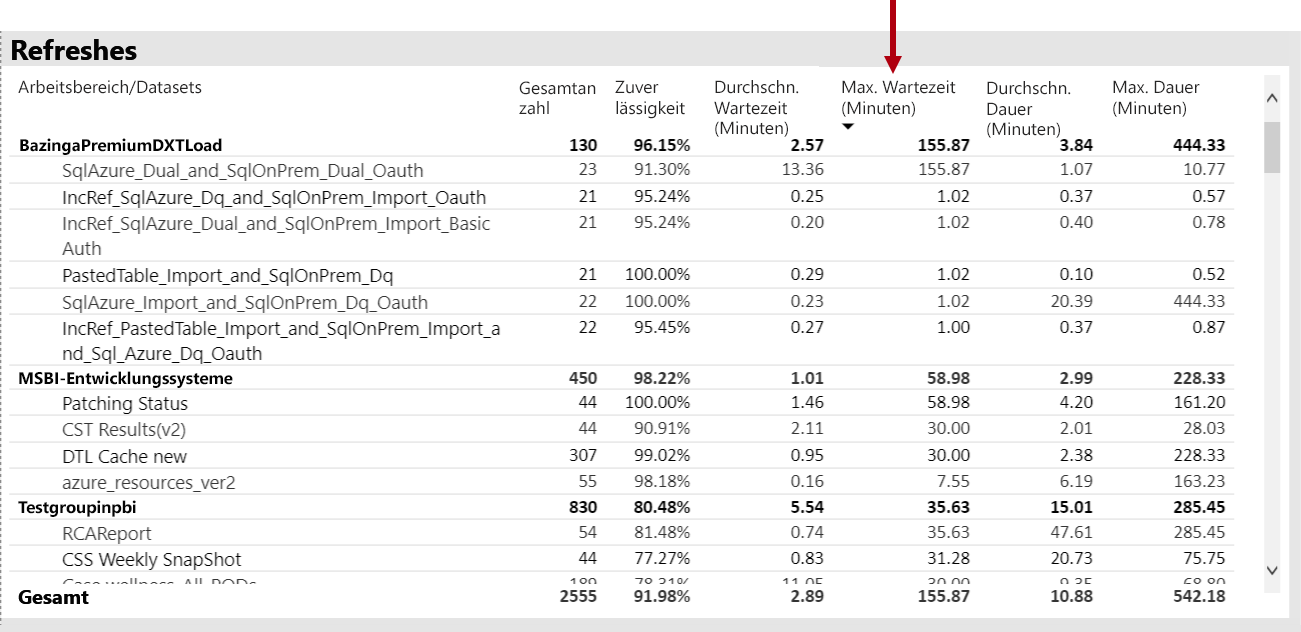 Refreshes
Arbeitsbereich/Datasets Gesamtan Zuver Durchschn. Max. Wartezeit Durchschn. Max. Dauer
zahl lässigkeit Wartezeit (Minuten) Dauer (Minuten)
(Minuten) (Minuten)
BazingaPremiumDXTLoad 130 96.15% 2.57 155.87 3.84 444.33
SqlAzure_Dual_and_SqlOnPrem_Dual_Oauth 23 91.30% 13.36 155.87 1.07 10.77
IncRef_SqlAzure_Dq_and_SqlOnPrem_Import_Oauth 21 95.24% 0.25 1.02 0.37 0.57
IncRef_SqlAzure_Dual_and_SqlOnPrem_Import_Basic 21 95.24% 0.20 1.02 0.40 0.78
Auth
PastedTable_Import_and_SqlOnPrem_Dq 21 100.00% 0.29 1.02 0.10 0.52
SqlAzure_Import_and_SqlOnPrem_Dq_Oauth 22 100.00% 0.23 1.02 20.39 444.33
IncRef_PastedTable_Import_and_SqlOnPrem_Import_a 22 95.45% 0.27 1.00 0.37 0.87
nd_Sql_Azure_Dq_Oauth
MSBI-Entwicklungssysteme 450 98.22% 1.01 58.98 2.99 228.33
Patching Status 44 100.00% 1.46 58.98 4.20 161.20
CST Results(v2) 44 90.91% 2.11 30.00 2.01 28.03
DTL Cache new 307 99.02% 0.95 30.00 2.38 228.33
azure_resources_ver2 55 98.18% 0.16 7.55 6.19 163.23
Testgroupinpbi 830 80.48% 5.54 35.63 15.01 285.45
RCAReport 54 81.48% 0.74 35.63 47.61 285.45
CSS Weekly SnapShot 44 77.27% 0.83 31.28 20.73 75.75
Gesamt 2555 91.98% 2.89 155.87 10.88 542.18